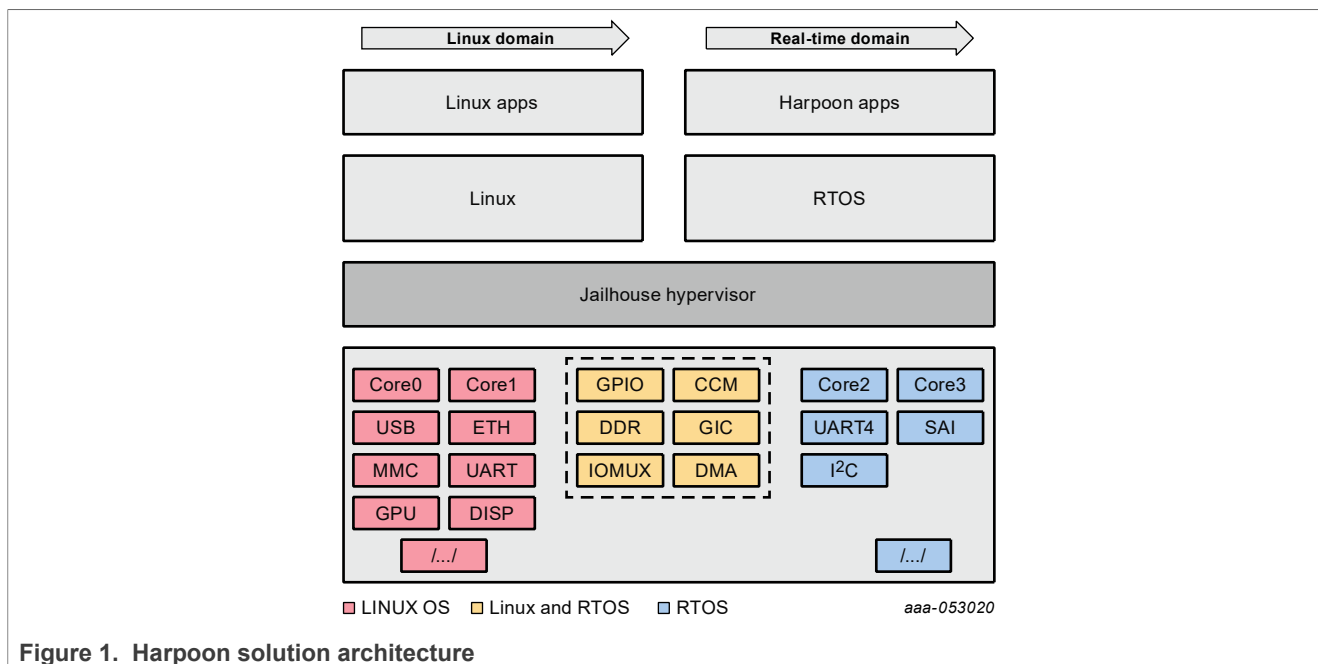 Linux domain Real-time domain
Linux apps Harpoon apps
Linux RTOS
Jailhouse hypervisor
Core0 Core1 GPIO CCM Core2 Core3
USB ETH DDR GIC UART4 SAI
MMC UART IOMUX DMA I²C
GPU DISP
/.../ /.../
LINUX OS Linux and RTOS RTOS aaa-053020
Figure 1. Harpoon solution architecture